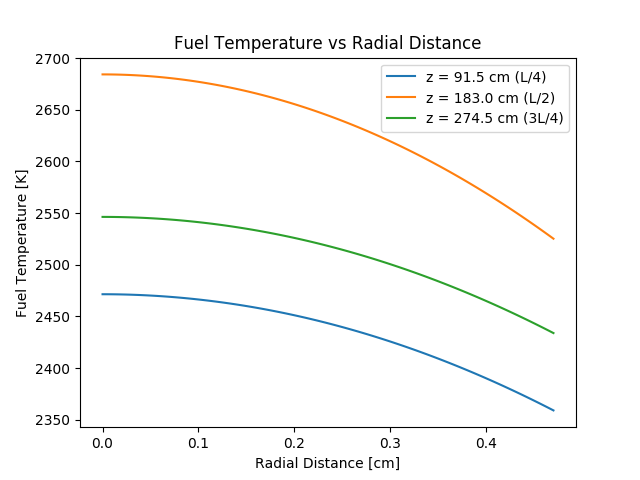 Fuel Temperature vs Radial Distance
2700
2650
2600
2550
2500
2450
2400
2350
Fuel Temperature [K]
z = 91.5 cm (L/4)
z = 183.0 cm (L/2)
z = 274.5 cm (3L/4)
0.0 0.1 0.2 0.3 0.4
Radial Distance [cm]